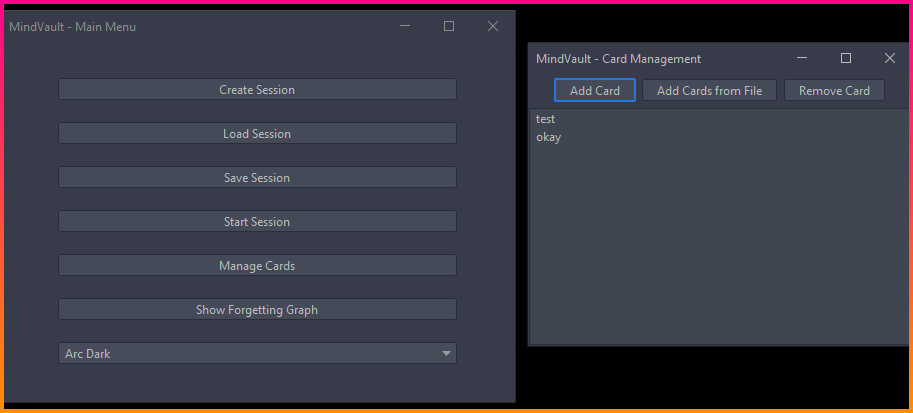 MindVault - Main Menu
Create Session
Load Session
Save Session
Start Session
Manage Cards
Show Forgetting Graph
Arc Dark
MindVault - Card Management
Add Card Add Cards from File Remove Card
test
okay